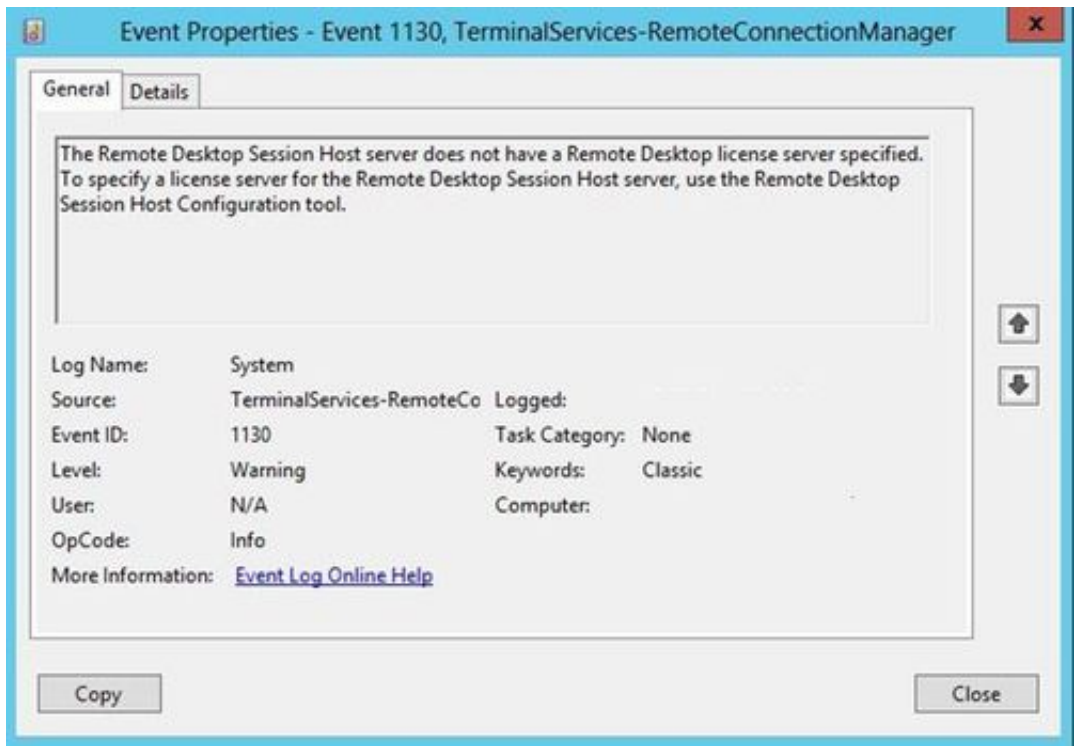 Event Properties - Event 1130, TerminalServices-RemoteConnectionManager
x
General Details
The Remote Desktop Session Host server does not have a Remote Desktop license server specified.
To specify a license server for the Remote Desktop Session Host server, use the Remote Desktop
Session Host Configuration tool.
Log Name: System
Source: TerminalServices-RemoteCo Logged:
Event ID: 1130 Task Category: None
Level: Warning Keywords: Classic
User: N/A Computer:
OpCode: Info
More Information: Event Log Online Help
Copy Close